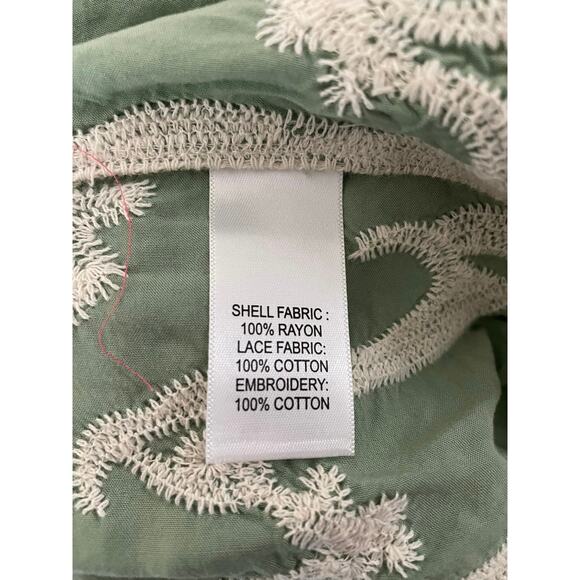 SHELL FABRIC :
100% RAYON
LACE FABRIC:
100% COTTON
EMBROIDERY:
100% COTTON